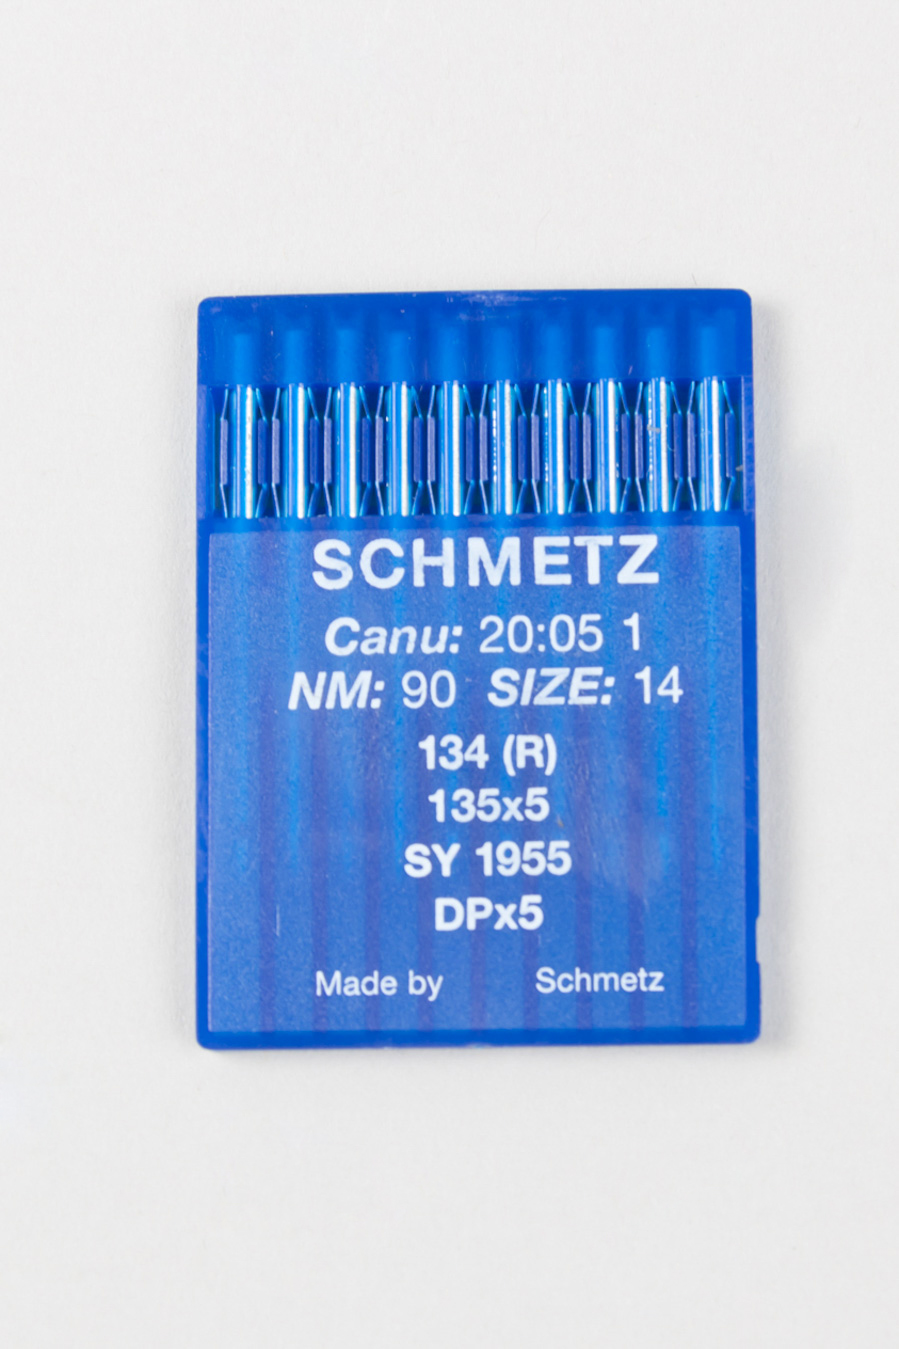 SCHMETZ
Canu: 20:05 1
NM: 90 SIZE: 14
134 (R)
135x5
SY 1955
DPx5
Made by Schmetz